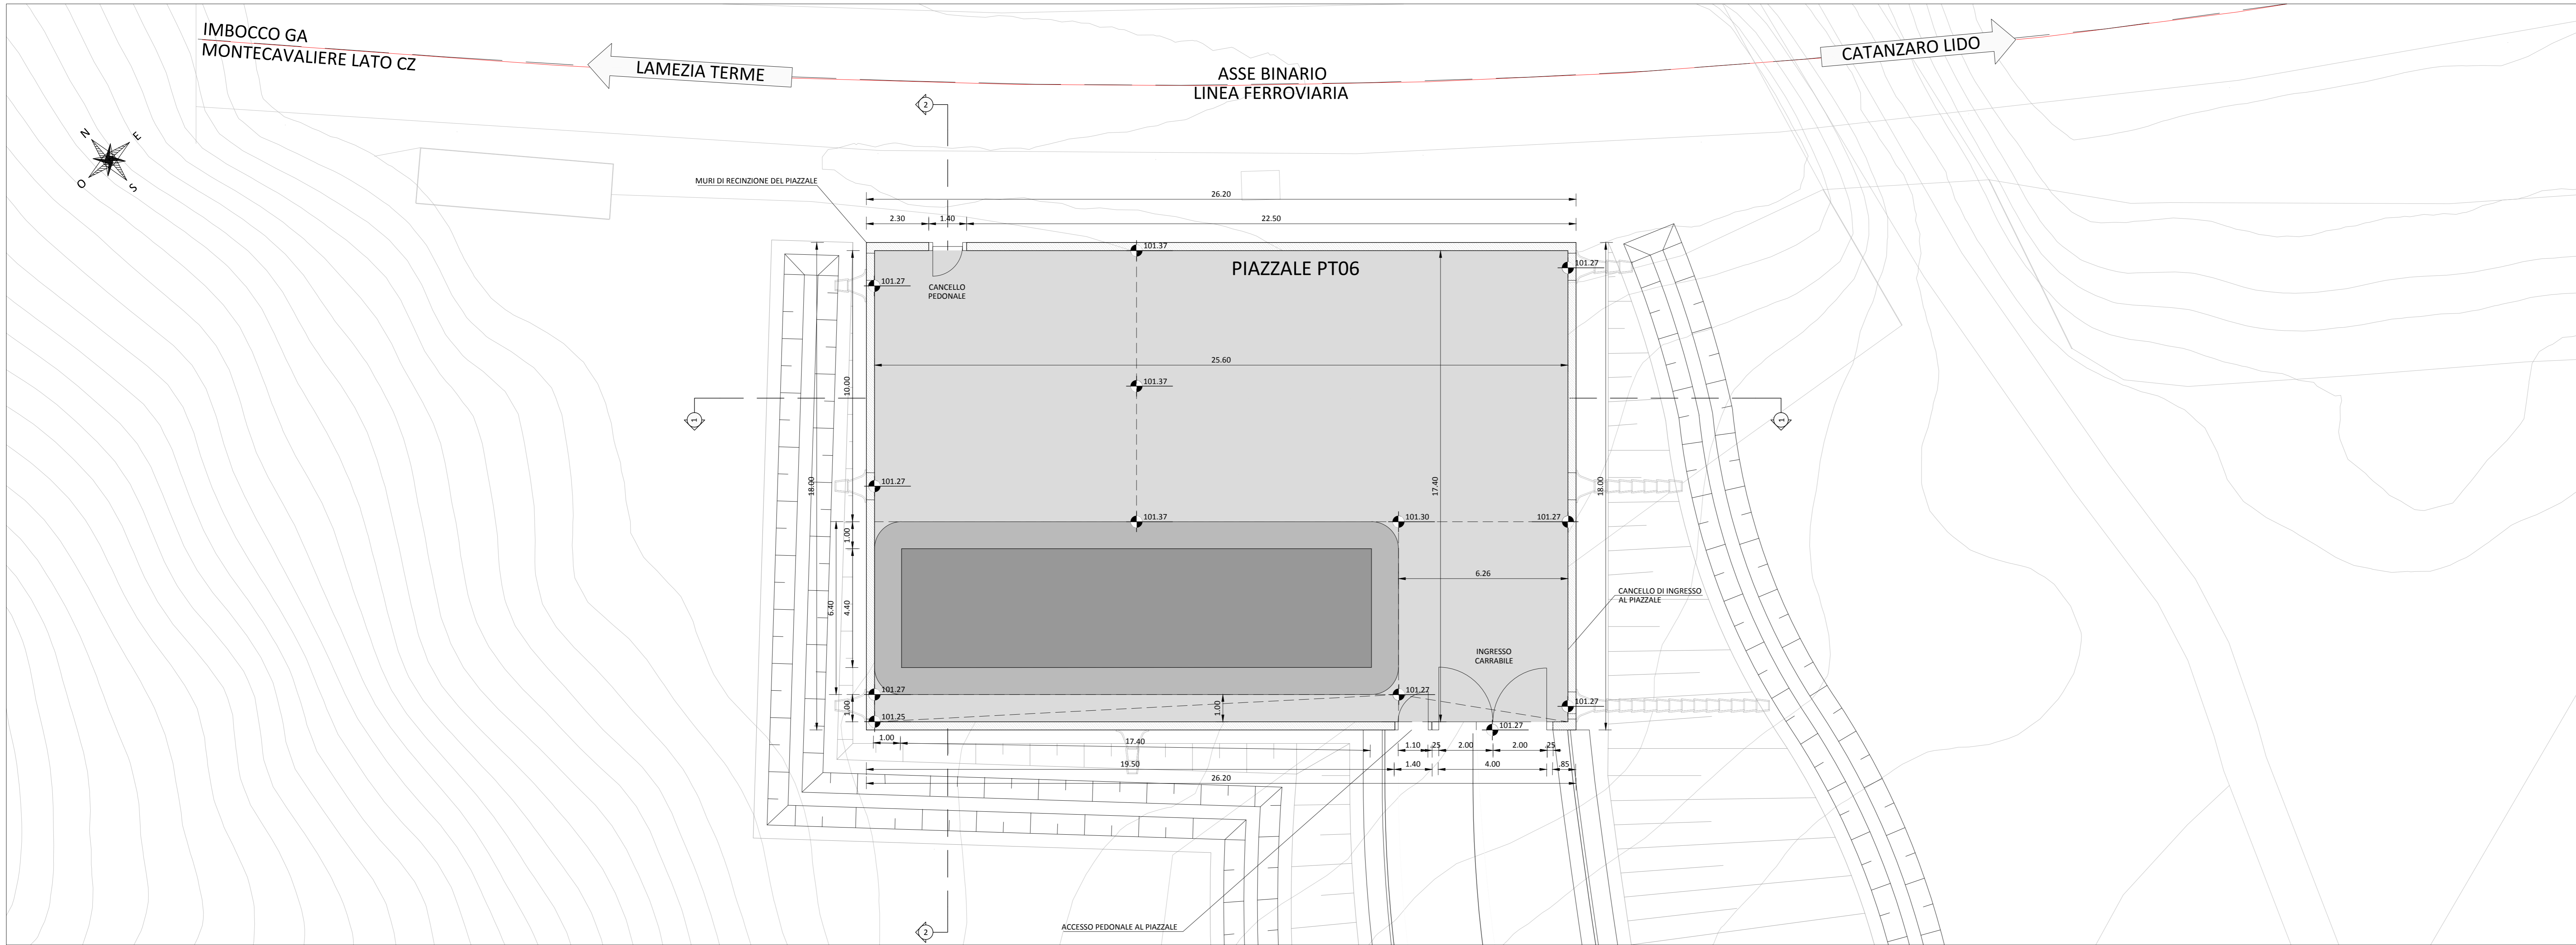 IMBOCCO GA
MONTECAVALIERE LATO CZ
LAMEZIA TERME
ASSE BINARIO
LINEA FERROVIARIA
CATANZARO LIDO
N
E
O
S
2
MURI DI RECINZIONE DEL PIAZZALE
26.20
2.30
1.40
22.50
101.37
PIAZZALE PT06
101.27
101.27
CANCELLO
PEDONALE
25.60
101.37
10.00
1
1
18.00
101.27
17.40
18.00
101.37
101.30
101.27
1.00
6.26
CANCELLO DI INGRESSO
AL PIAZZALE
6.40
4.40
INGRESSO
CARRABILE
101.27
101.27
101.27
1.00
1.00
101.25
101.27
1.00
17.40
1.10
.25
2.00
2.00
.25
19.50
1.40
4.00
.85
26.20
ACCESSO PEDONALE AL PIAZZALE
2